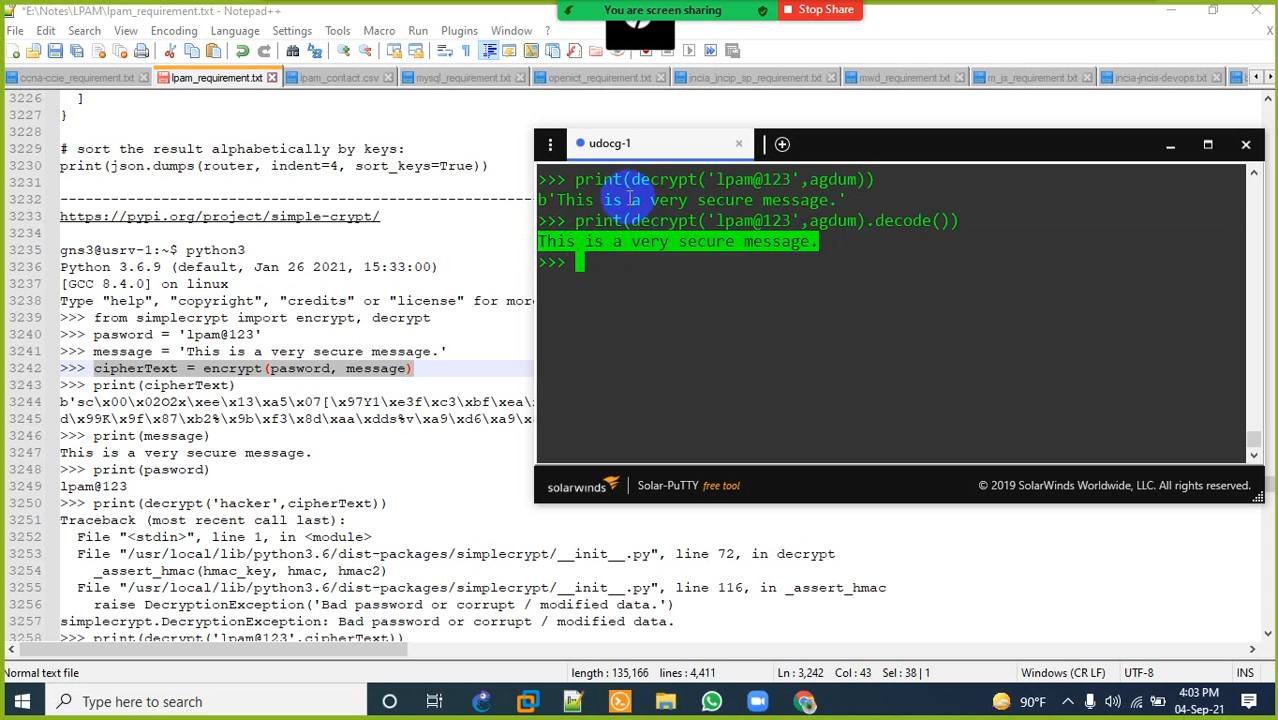 *E:\Notes\LPAM\lpam_requirement.txt - Notepad++
You are screen sharing
Stop Share
File Edit Search View Encoding Language Settings Tools Macro Run Plugins Window ?
ccna-ccie_requirement.txt lpam_requirement.txt ipam_contact.csv mysql_requirement.txt openict_requirement.txt jncia_jncip_sp_requirement.txt mwd_requirement.txt m_js_requirement.txt jncia-jncis-devops.txt
3226 ]
3227 }
3228
3229 # sort the result alphabetically by keys:
3230 print(json.dumps(router, indent=4, sort_keys=True))
3231
-----------------------------------------------
https://pypi.org/project/simple-crypt/
3235 gns3@usrv-1:~$ python3
3236 Python 3.6.9 (default, Jan 26 2021, 15:33:00)
3237 [GCC 8.4.0] on linux
3238 Type "help", "copyright", "credits" or "license" for mor
3239 >>> from simplecrypt import encrypt, decrypt
3240 >>> pasword = 'lpam@123'
3241 >>> message = 'This is a very secure message.'
3242 >>> cipherText = encrypt(pasword, message)
3243 >>> print(cipherText)
3244 b'sc\x00\x02O2x\xee\x13\xa5\x07[\x97Y1\xe3f\xc3\xbf\xea
3245 d\x99K\x9f\x87\xb2%\x9b\xf3\x8d\xaa\xdds%v\xa9\xd6\xa9
3246 >>> print(message)
3247 This is a very secure message.
3248 >>> print(pasword)
3249 lpam@123
3250 >>> print(decrypt('hacker',cipherText))
3251 Traceback (most recent call last):
3252 File "<stdin>", line 1, in <module>
3253 File "/usr/local/lib/python3.6/dist-packages/simplecrypt/__init__.py", line 72, in decrypt
3254 _assert_hmac(hmac_key, hmac, hmac2)
3255 File "/usr/local/lib/python3.6/dist-packages/simplecrypt/__init__.py", line 116, in _assert_hmac
3256 raise DecryptionException('Bad password or corrupt / modified data.')
3257 simplecrypt.DecryptionException: Bad password or corrupt / modified data.
3258 >>> print(decrypt('lpam@123',cipherText))
udocg-1
>>> print(decrypt('lpam@123',agdum))
b'This is a very secure message.'
>>> print(decrypt('lpam@123',agdum).decode())
This is a very secure message.
>>>
solarwinds Solar-PuTTY free tool © 2019 SolarWinds Worldwide, LLC. All rights reserved.
Normal text file length : 135,166 lines : 4,411 Ln : 3,242 Col : 43 Sel : 38 | 1 Windows (CR LF) UTF-8 INS
Type here to search
90°F
4:03 PM
04-Sep-21